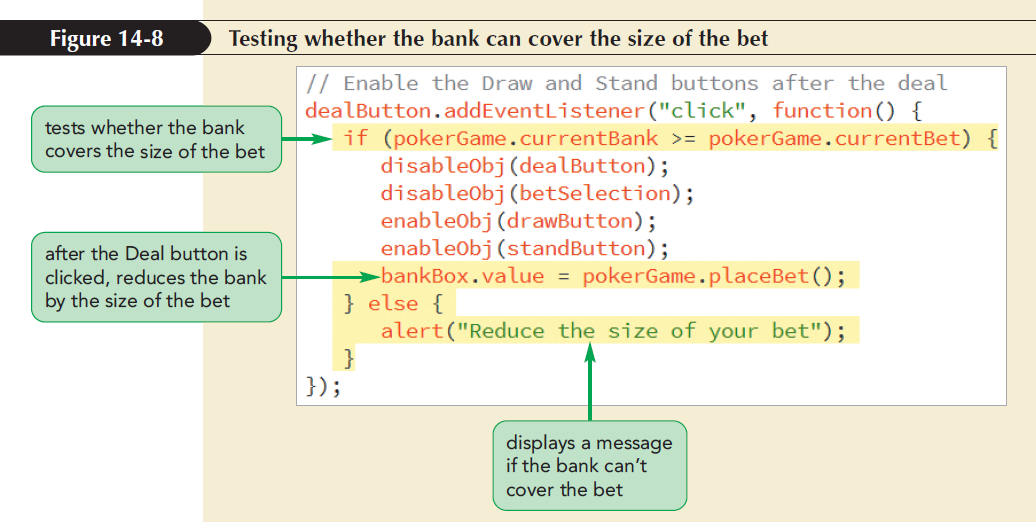 Figure 14-8
Testing whether the bank can cover the size of the bet
// Enable the Draw and Stand buttons after the deal
dealButton.addEventListener("click", function() {
if (pokerGame.currentBank >= pokerGame.currentBet) {
disableObj(dealButton);
disableObj(betSelection);
enableObj(drawButton);
enableObj(standButton);
bankBox.value = pokerGame.placeBet();
} else {
alert("Reduce the size of your bet");
}
});
tests whether the bank
covers the size of the bet
after the Deal button is
clicked, reduces the bank
by the size of the bet
displays a message
if the bank can't
cover the bet